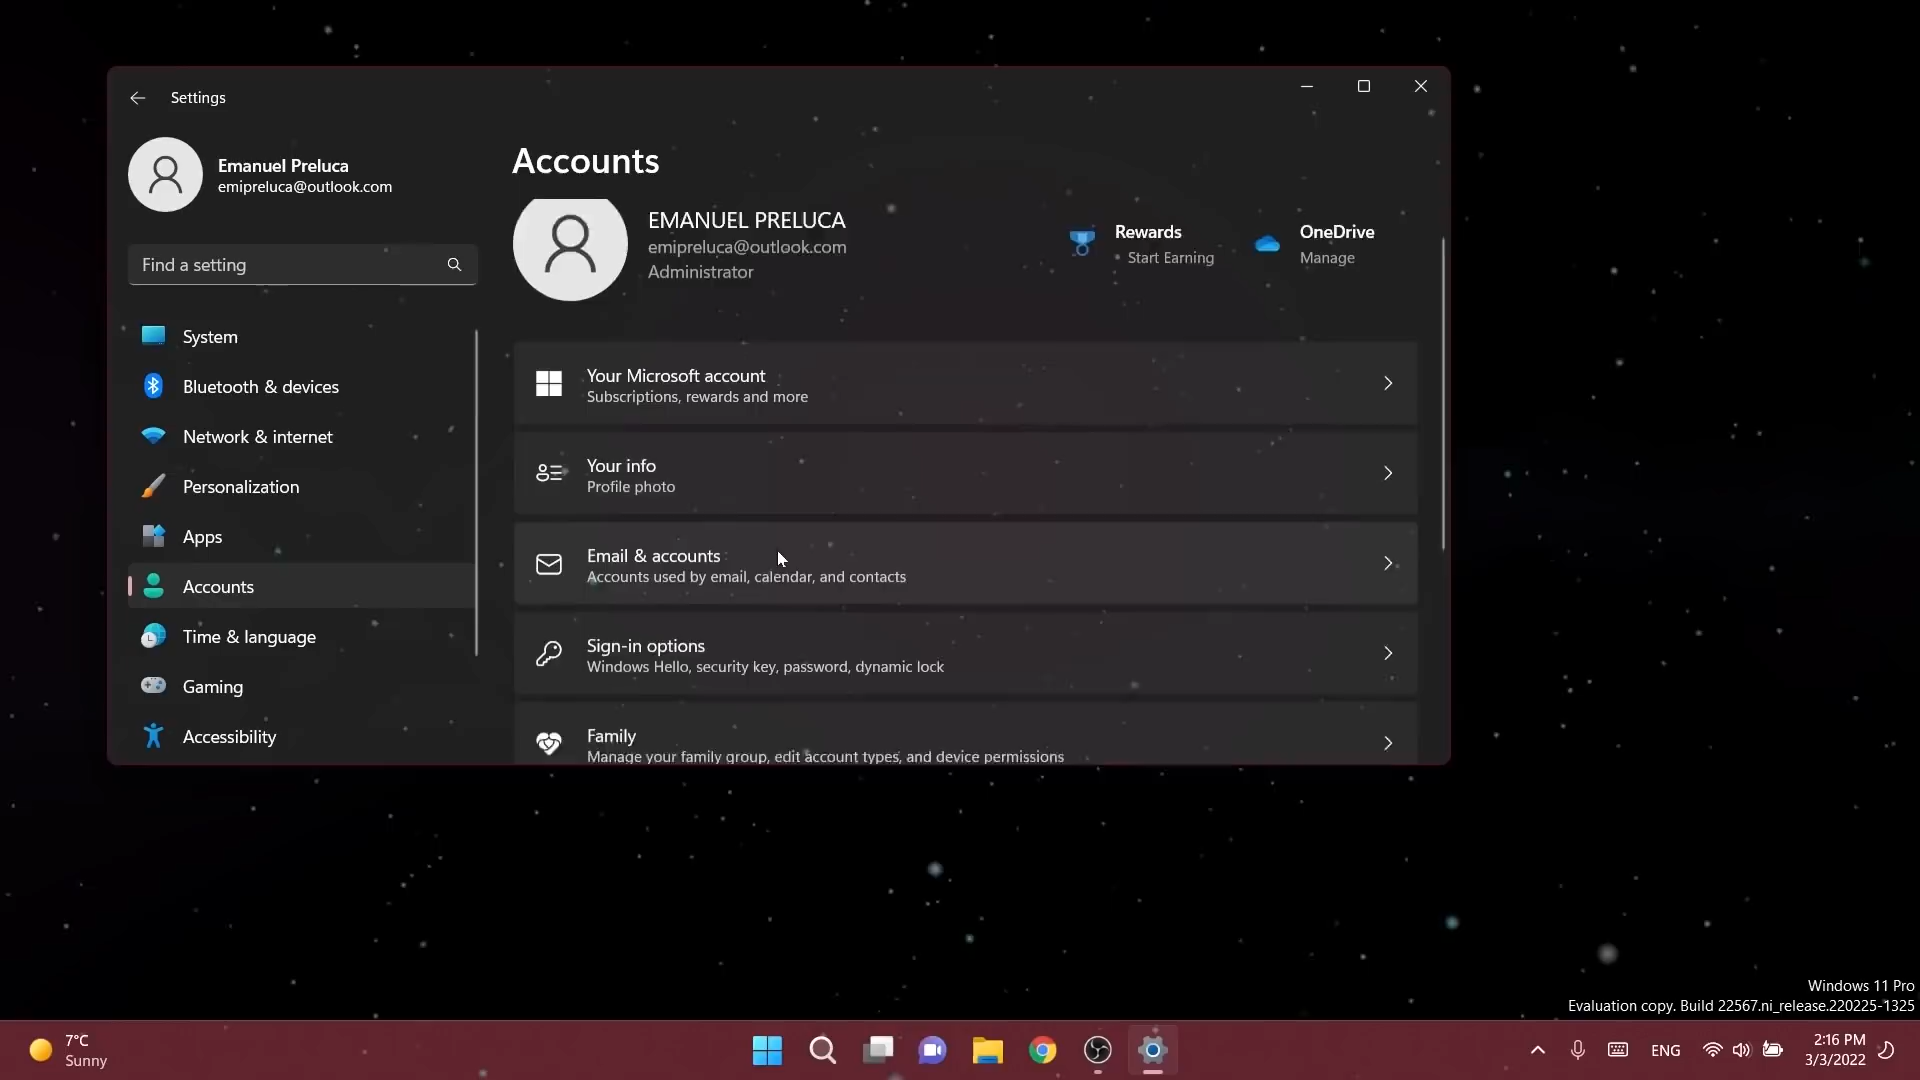 Settings
Emanuel Preluca
emipreluca@outlook.com
Find a setting
System
Bluetooth & devices
Network & internet
Personalization
Apps
Accounts
Time & language
Gaming
Accessibility
Accounts
EMANUEL PRELUCA
emipreluca@outlook.com
Administrator
Rewards
• Start Earning
OneDrive
Manage
Your Microsoft account
Subscriptions, rewards and more
Your info
Profile photo
Email & accounts
Accounts used by email, calendar, and contacts
Sign-in options
Windows Hello, security key, password, dynamic lock
Family
Manage your family group, edit account types, and device permissions
Windows 11 Pro
Evaluation copy. Build 22567.ni_release.220225-1325
7°C
Sunny
ENG
2:16 PM
3/3/2022